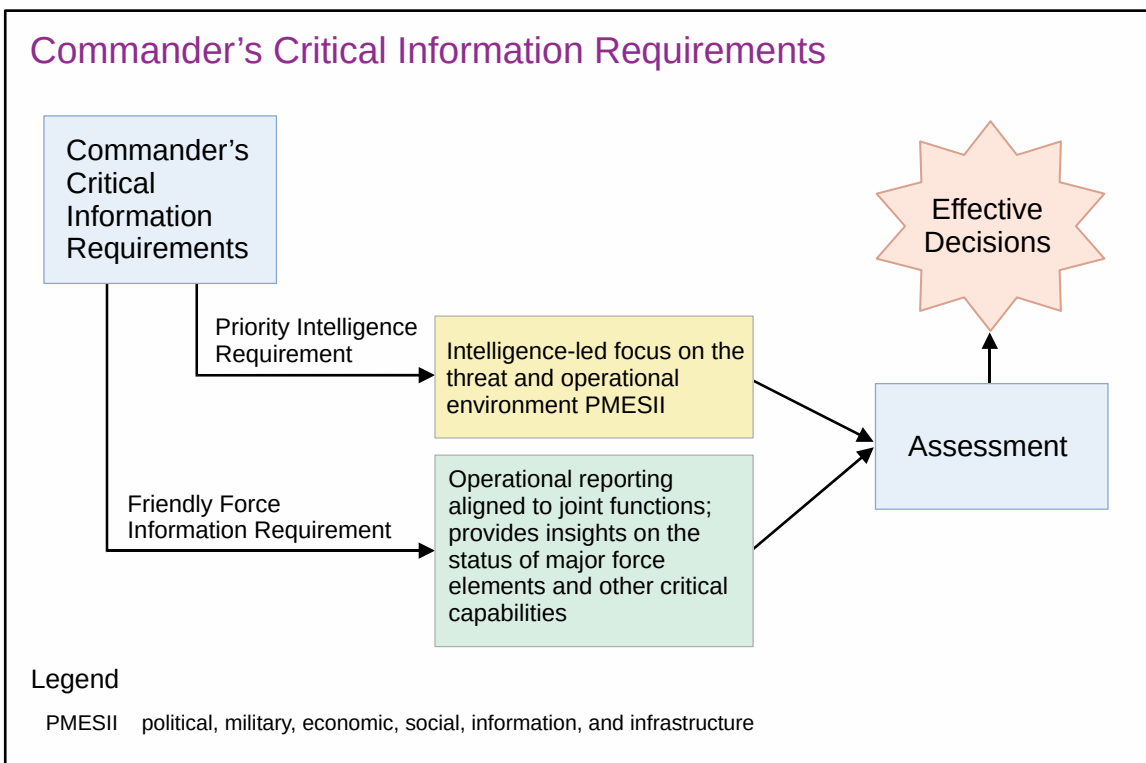 Commander’s Critical Information Requirements
Commander’s
Critical
Information
Requirements
Effective
Decisions
Priority Intelligence
Requirement
Intelligence-led focus on the
threat and operational
environment PMESII
Assessment
Friendly Force
Information Requirement
Operational reporting
aligned to joint functions;
provides insights on the
status of major force
elements and other critical
capabilities
Legend
PMESII political, military, economic, social, information, and infrastructure